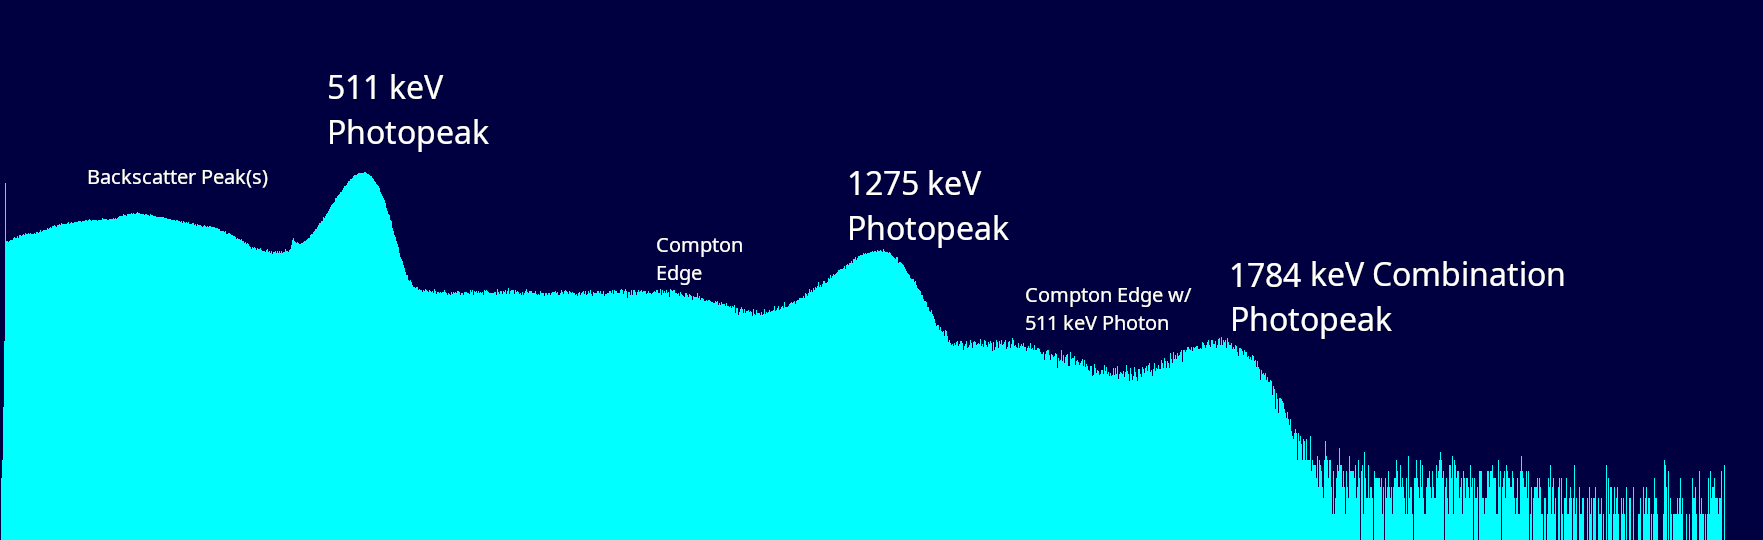 511 keV
Photopeak
Backscatter Peak(s)
Compton
Edge
1275 keV
Photopeak
Compton Edge w/
511 keV Photon
1784 keV Combination
Photopeak